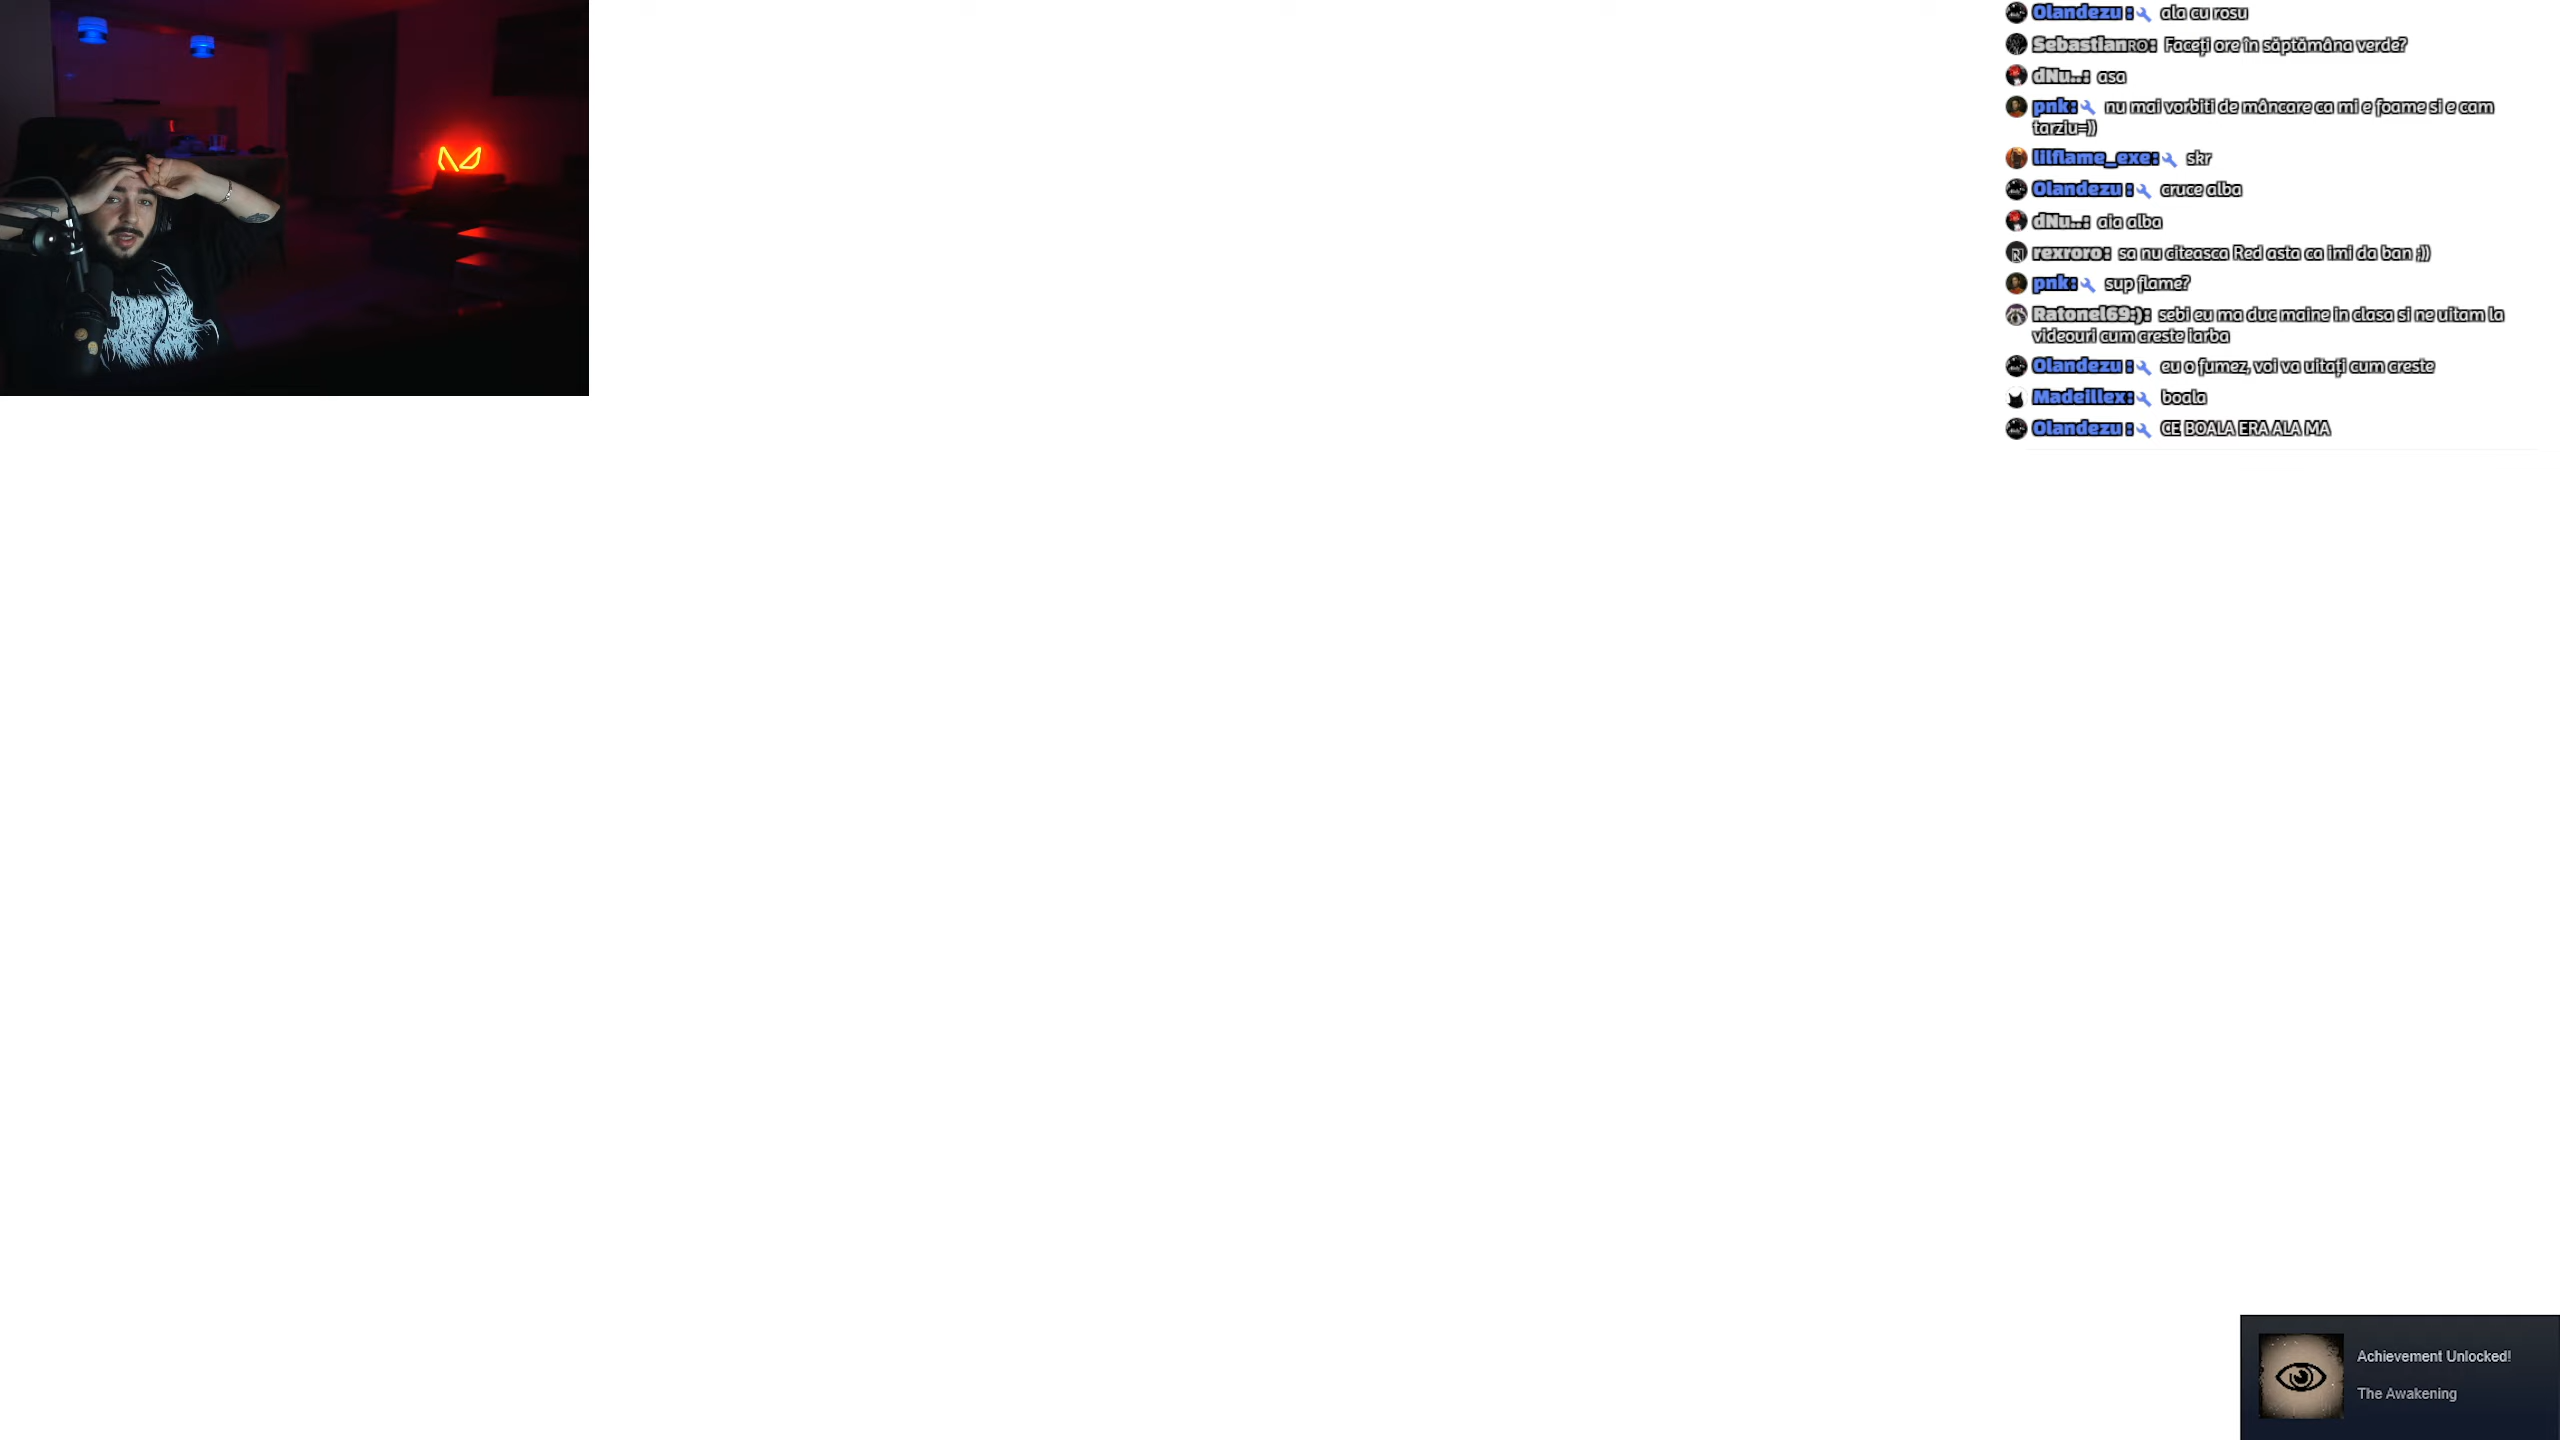 Olandezu : ala cu rosu
SebastianRO: Faceți ore în săptămâna verde?
dNu..: asa
pnk: nu mai vorbiti de mâncare ca mi e foame si e cam
tarziu=))
lilflame_exe: skr
Olandezu : cruce alba
dNu..: aia alba
rexroro: sa nu citeasca Red asta ca imi da ban ;))
pnk: sup flame?
Ratonel69:): sebi eu ma duc maine in clasa si ne uitam la
videouri cum creste iarba
Olandezu : eu o fumez, voi va uitați cum creste
Madeillex: boala
Olandezu : CE BOALA ERA ALA MA
Achievement Unlocked!
The Awakening